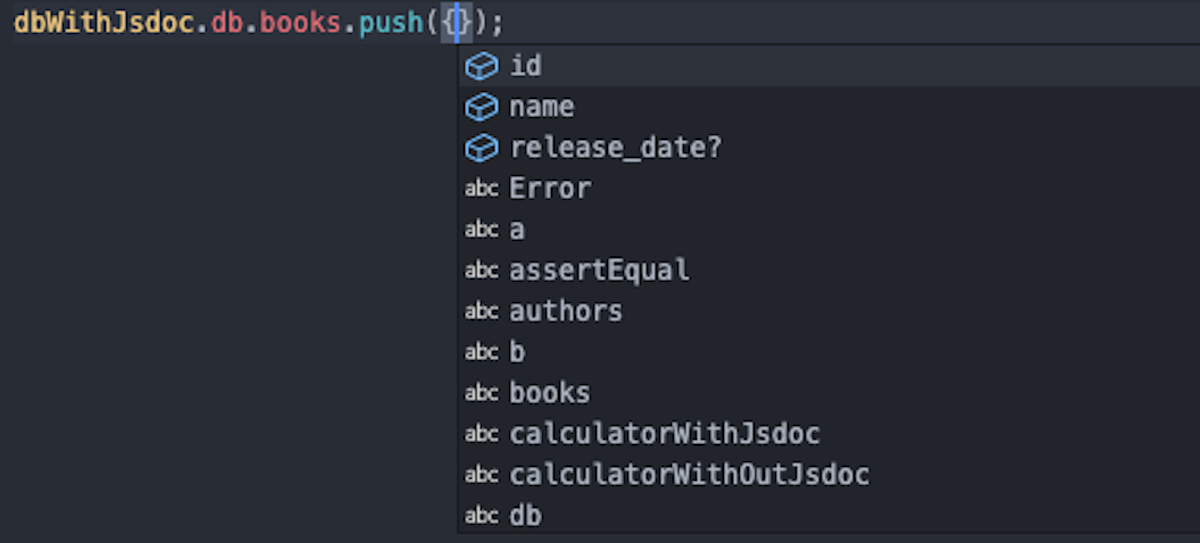 dbWithJsdoc.db.books.push({});
id
name
release_date?
abc Error
abc a
abc assertEqual
abc authors
abc b
abc books
abc calculatorWithJsdoc
abc calculatorWithOutJsdoc
abc db